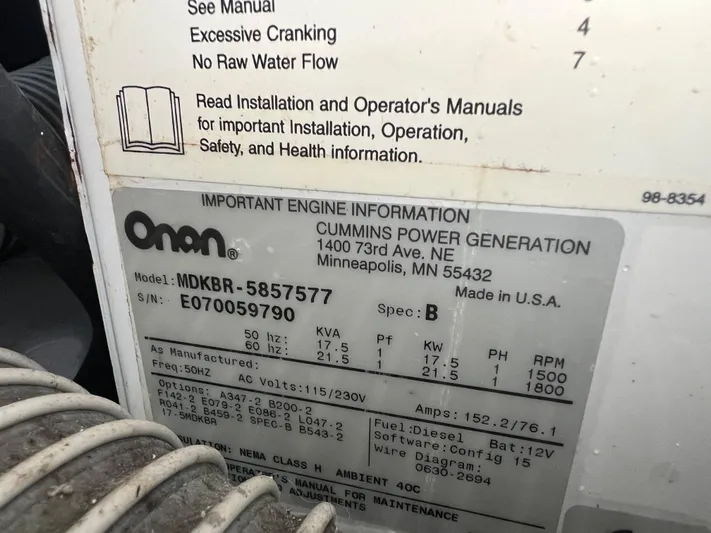 See Manual
Excessive Cranking 4
No Raw Water Flow 7
Read Installation and Operator's Manuals
for important Installation, Operation,
Safety, and Health information.
98-8354
IMPORTANT ENGINE INFORMATION
Onan®
CUMMINS POWER GENERATION
1400 73rd Ave. NE
Minneapolis, MN 55432
Made in U.S.A.
Model: MDKBR-5857577
S/N: E070059790 Spec: B
KVA Pf KW PH RPM
50 hz: 17.5 1 17.5 1 1500
60 hz: 21.5 1 21.5 1 1800
As Manufactured:
Freq:50HZ AC Volts:115/230V Amps: 152.2/76.1
Options: A347-2 B200-2
F142-2 E079-2 E086-2 L047-2
R041-2 B459-2 SPEC-B B543-2
17-5MDKBR
Fuel:Diesel Bat:12V
Software:Config 15
Wire Diagram:
0630-2694
NEMA CLASS H AMBIENT 40C
MANUAL FOR MAINTENANCE
ADJUSTMENTS